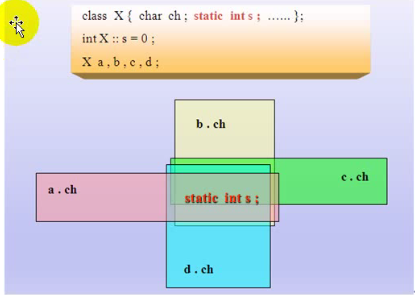 class X { char ch ; static int s ; ...... };
int X :: s = 0 ;
X a , b , c , d ;
b . ch
c . ch
a . ch
static int s ;
d . ch